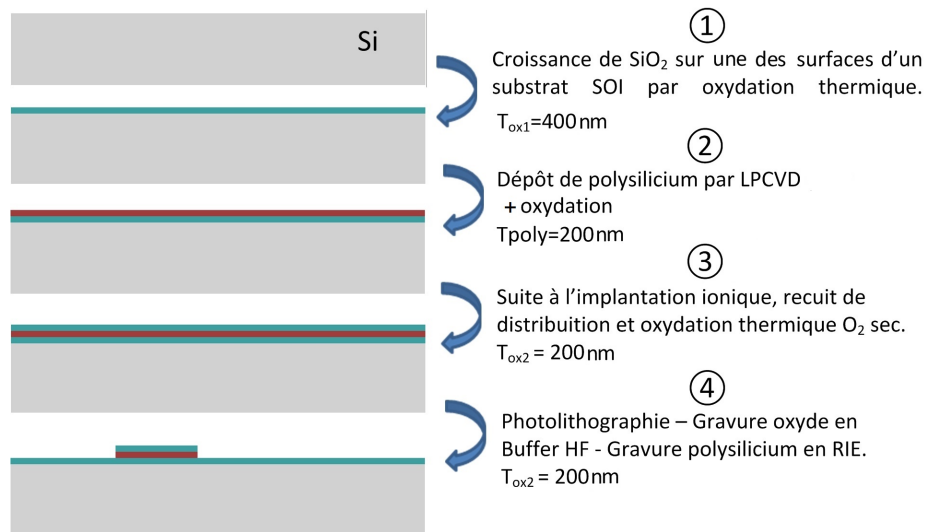 Si
①
Croissance de SiO₂ sur une des surfaces d'un
substrat SOI par oxydation thermique.
Tₒₓ₁=400nm
②
Dépôt de polysilicium par LPCVD
+oxydation
Tpoly=200nm
③
Suite à l'implantation ionique, recuit de
distribuition et oxydation thermique O₂ sec.
Tₒₓ₂ = 200nm
④
Photolithographie – Gravure oxyde en
Buffer HF - Gravure polysilicium en RIE.
Tₒₓ₂ = 200nm